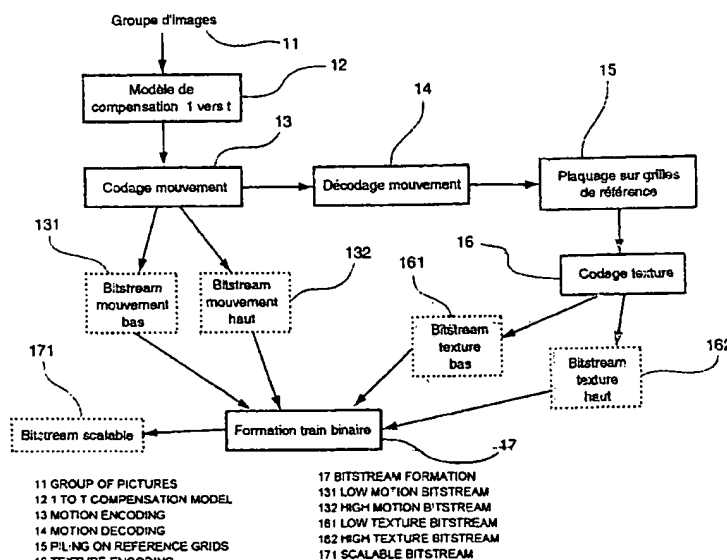 Groupe d'Images
11
12
Modèle de
compensation 1 vers t
13
14
15
Codage mouvement
Décodage mouvement
Plaquage sur grilles
de référence
131
132
16
161
Codage texture
Bitstream
mouvement
bas
Bitstream
mouvement
haut
Bitstream
texture
bas
162
Bitstream
texture
haut
171
Bitstream scalable
Formation train binaire
17
11 GROUP OF PICTURES
12 1 TO T COMPENSATION MODEL
13 MOTION ENCODING
14 MOTION DECODING
15 PILING ON REFERENCE GRIDS
16 TEXTURE ENCODING
17 BITSTREAM FORMATION
131 LOW MOTION BITSTREAM
132 HIGH MOTION BITSTREAM
161 LOW TEXTURE BITSTREAM
162 HIGH TEXTURE BITSTREAM
171 SCALABLE BITSTREAM